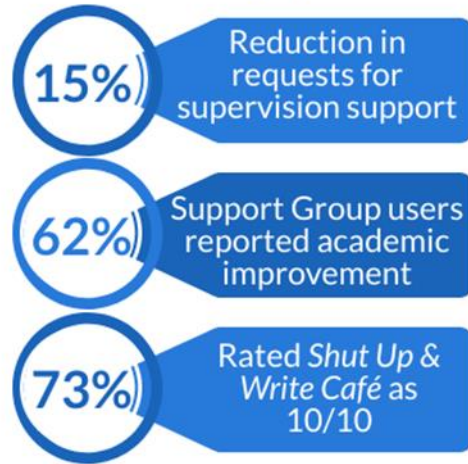 15%
Reduction in
requests for
supervision support
62%
Support Group users
reported academic
improvement
73%
Rated Shut Up &
Write Café as
10/10